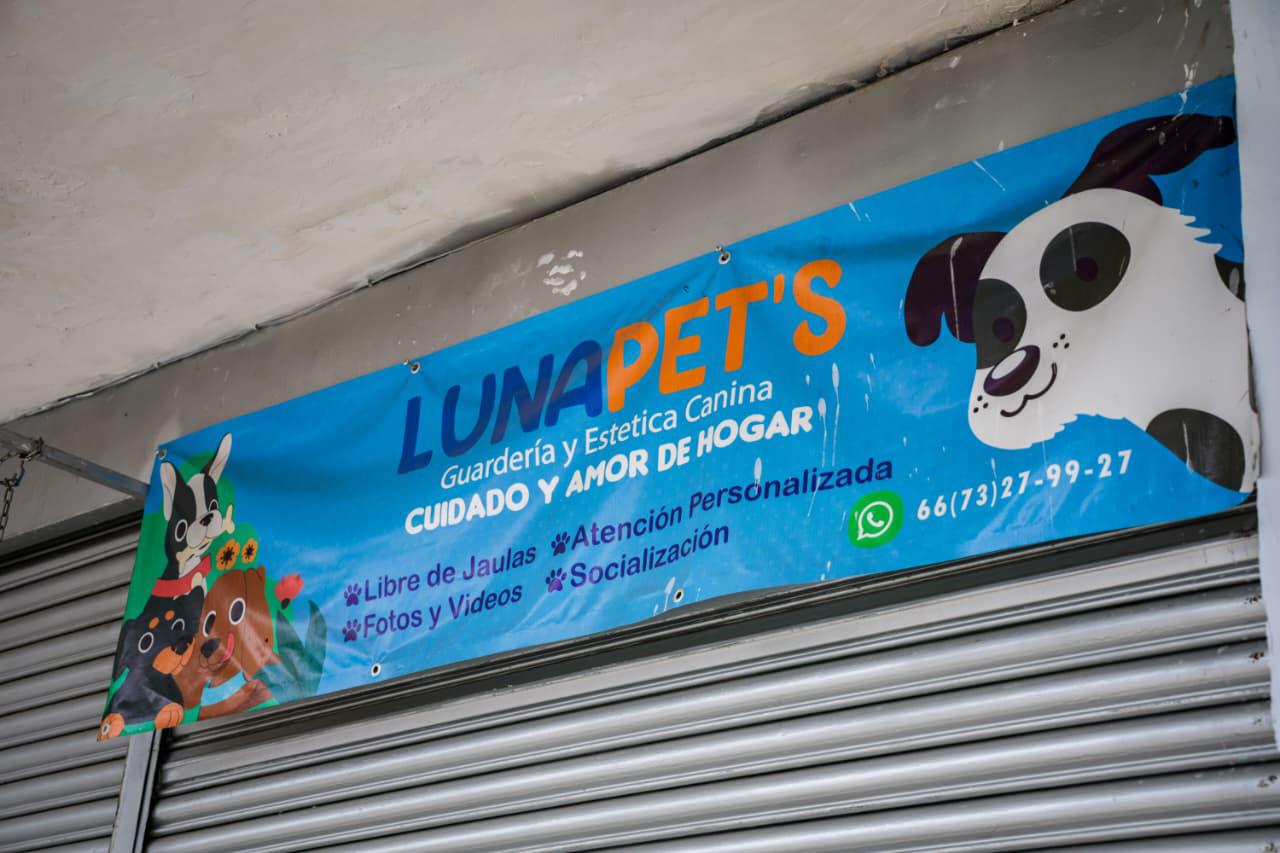 LUNAPET'S
Guardería y Estetica Canina
CUIDADO Y AMOR DE HOGAR
Libre de Jaulas
Fotos y Videos
Atención Personalizada
Socialización
66(73)27-99-27